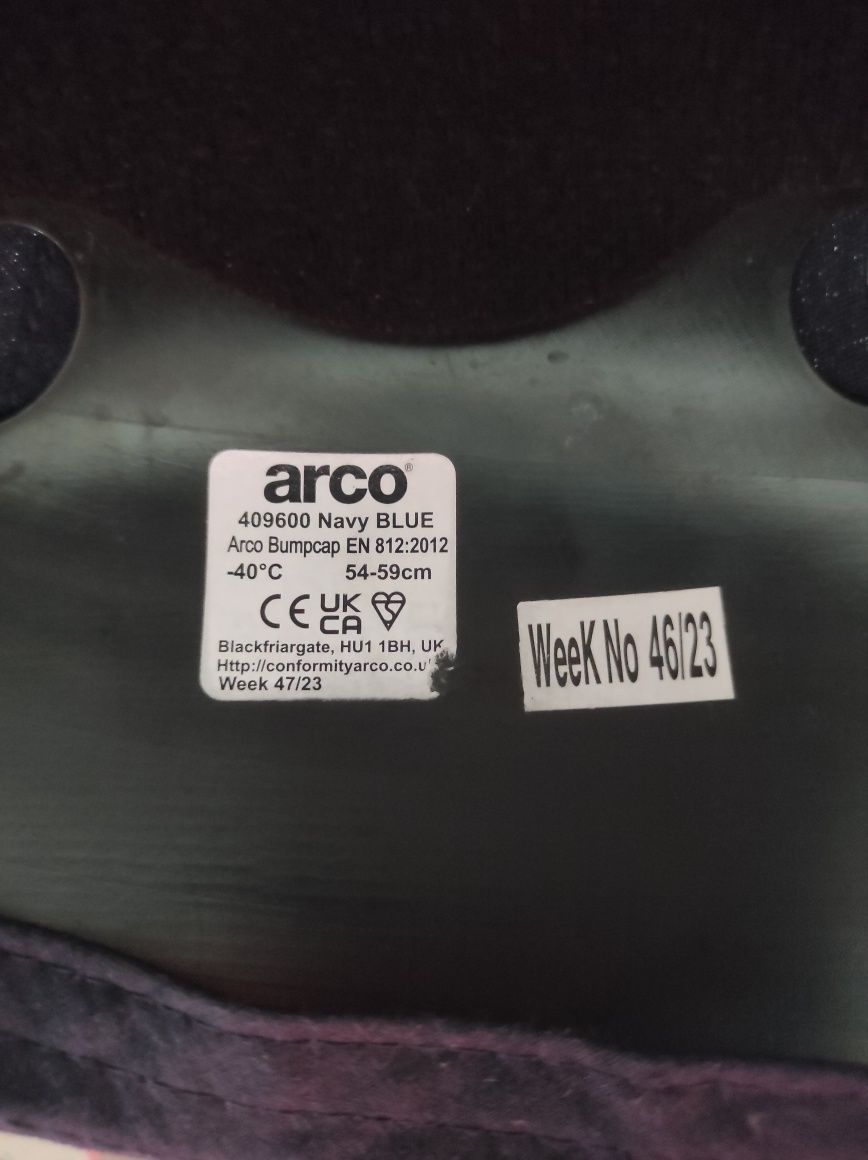 arco®
409600 Navy BLUE
Arco Bumpcap EN 812:2012
-40°C 54-59cm
CE UK CA
Blackfriargate, HU1 1BH, UK
Http://conformityarco.co.u
Week 47/23
WeeK No 46/23